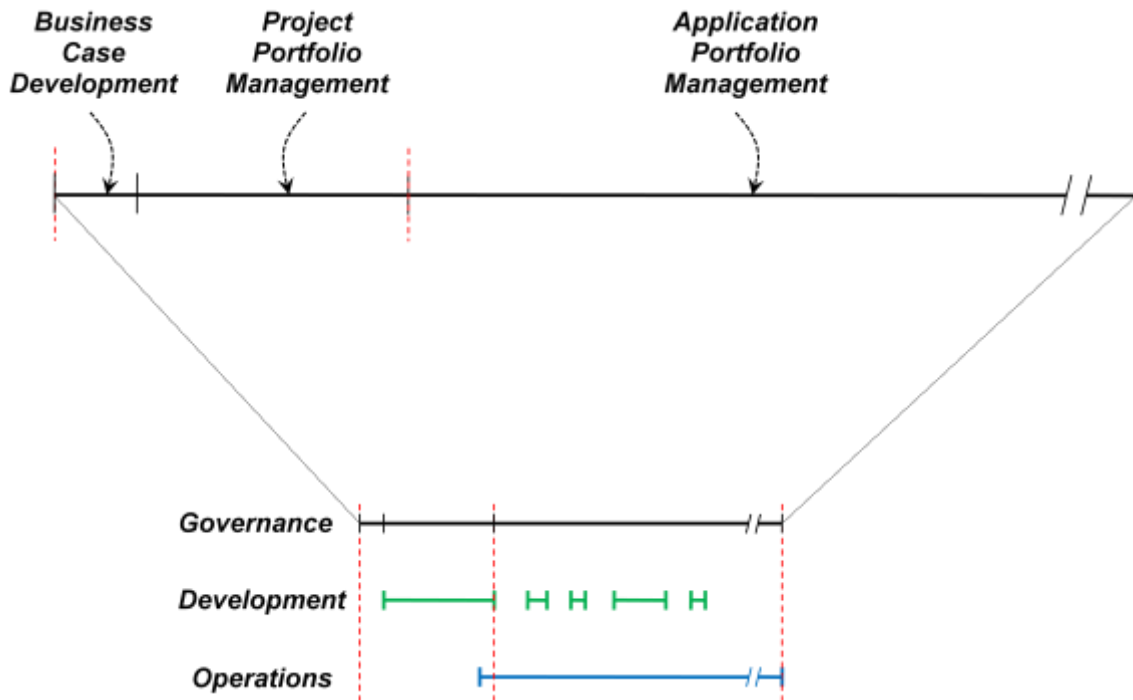 Business
Case
Development
Project
Portfolio
Management
Application
Portfolio
Management
Governance
Development
Operations